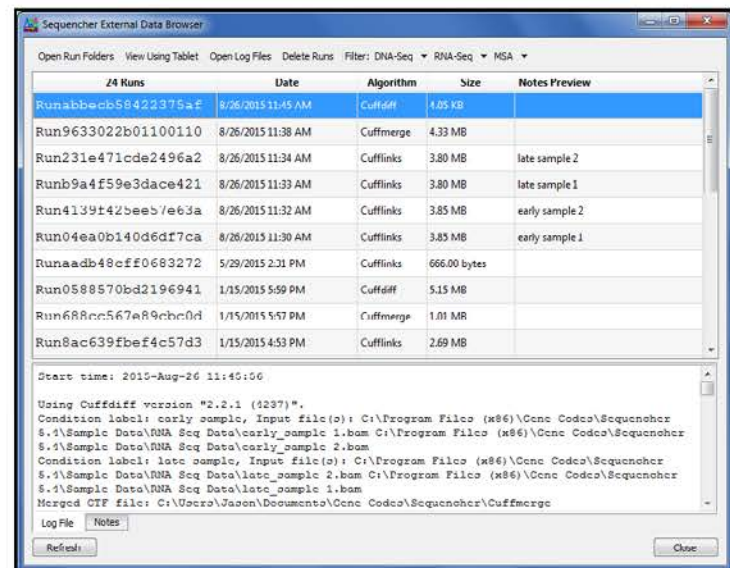 Sequencher External Data Browser
Open Run Folders View Using Tablet Open Log Files Delete Runs Filter: DNA-Seq RNA-Seq MSA
24 Runs Date Algorithm Size Notes Preview
Runabbecb58422375af 8/26/2015 11:45 AM Cuffdiff 4.05 KB
Run9633022b01100110 8/26/2015 11:38 AM Cuffmerge 4.33 MB
Run231e471cde2496a2 8/26/2015 11:34 AM Cufflinks 3.80 MB late sample 2
Runb9a4f59e3dace421 8/26/2015 11:33 AM Cufflinks 3.80 MB late sample 1
Run4139f425ee57e63a 8/26/2015 11:32 AM Cufflinks 3.85 MB early sample 2
Run04ea0b140d6df7ca 8/26/2015 11:30 AM Cufflinks 3.85 MB early sample 1
Runaadb48cff0683272 5/29/2015 2:31 PM Cufflinks 666.00 bytes
Run0588570bd2196941 1/15/2015 5:59 PM Cuffdiff 5.15 MB
Run688cc567e89cbc0d 1/15/2015 5:57 PM Cuffmerge 1.01 MB
Run8ac639fbef4c57d3 1/15/2015 4:53 PM Cufflinks 2.69 MB
Start time: 2015-Aug-26 11:45:56
Using Cuffdiff version "2.2.1 (4237)".
Condition label: early sample, Input file(s): C:\Program Files (x86)\Gene Codes\Sequencher
5.4\Sample Data\RNA Seq Data\early_sample 1.bam C:\Program Files (x86)\Gene Codes\Sequencher
5.4\Sample Data\RNA Seq Data\early_sample 2.bam
Condition label: late sample, Input file(s): C:\Program Files (x86)\Gene Codes\Sequencher
5.4\Sample Data\RNA Seq Data\late_sample 2.bam C:\Program Files (x86)\Gene Codes\Sequencher
5.4\Sample Data\RNA Seq Data\late_sample 1.bam
Merged GTF file: C:\Users\Jason\Documents\Gene Codes\Sequencher\Cuffmerge
Log File Notes
Refresh Close